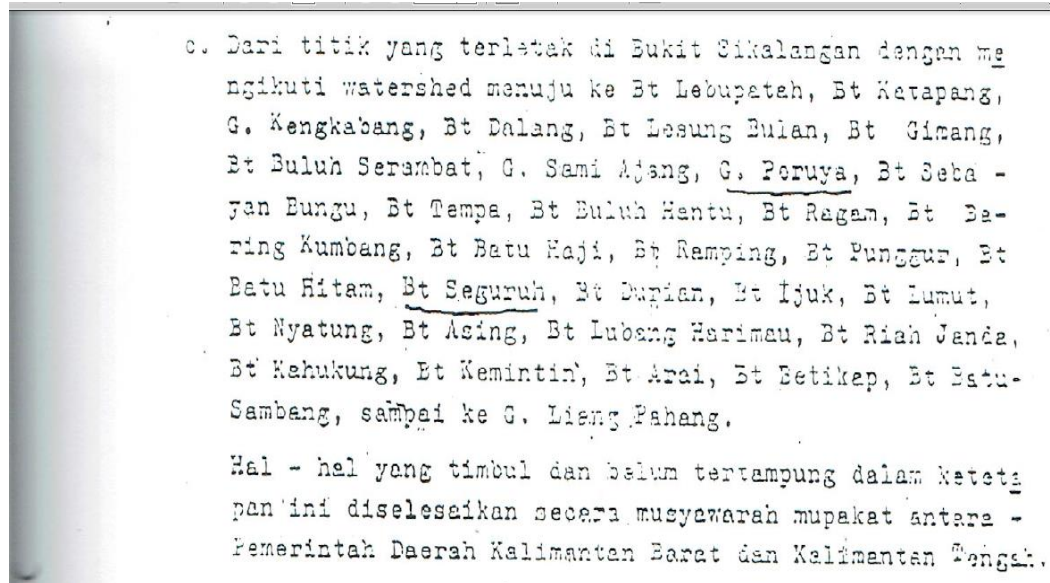 c. Dari titik yang terletak di Bukit Sikalangan dengan me
ngikuti watershed menuju ke Bt Lebupatah, Bt Ketapang,
G. Kengkabang, Bt Dalang, Bt Lesung Bulan, Bt Gimang,
Bt Buluh Serambat, G. Sami Ajang, G. Peruya, Bt Seba -
yan Bungu, Bt Tempa, Bt Buluh Hantu, Bt Ragam, Bt Be-
ring Kumbang, Bt Batu Haji, Bt Ramping, Bt Punggur, Bt
Batu Hitam, Bt Seguruh, Bt Durian, Bt Ijuk, Bt Lumut,
Bt Nyatung, Bt Asing, Bt Lubang Harimau, Bt Riah Janda,
Bt Kahukung, Bt Kemintin, Bt Arai, Bt Betikap, Bt Batu-
Sambang, sampai ke G. Liang Pahang.
Hal - hal yang timbul dan belum tertampung dalam keteta
pan ini diselesaikan secara musyawarah mupakat antara -
Pemerintah Daerah Kalimantan Barat dan Kalimantan Tengah.